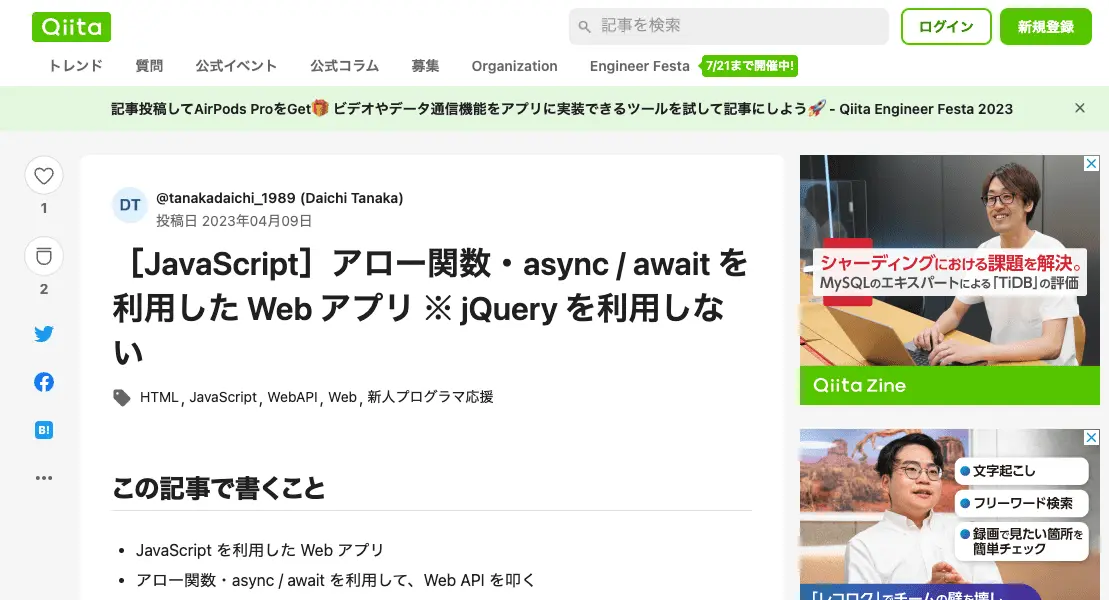 Qiita
記事を検索
ログイン
新規登録
トレンド 質問 公式イベント 公式コラム 募集 Organization Engineer Festa 7/21まで開催中!
記事投稿してAirPods ProをGet🎁 ビデオやデータ通信機能をアプリに実装できるツールを試して記事にしよう🚀 - Qiita Engineer Festa 2023
1
2
B!
DT
@tanakadaichi_1989 (Daichi Tanaka)
投稿日 2023年04月09日
［JavaScript］アロー関数・async / await を
利用した Web アプリ ※ jQuery を利用しな
い
HTML, JavaScript, WebAPI, Web, 新人プログラマ応援
この記事で書くこと
• JavaScript を利用した Web アプリ
• アロー関数・async / await を利用して、Web API を叩く
シャーディングにおける課題を解決。
MySQLのエキスパートによる「TiDB」の評価
Qiita Zine
文字起こし
フリーワード検索
録画で見たい箇所を
簡単チェック
「レコログ」でチームの壁を壊し